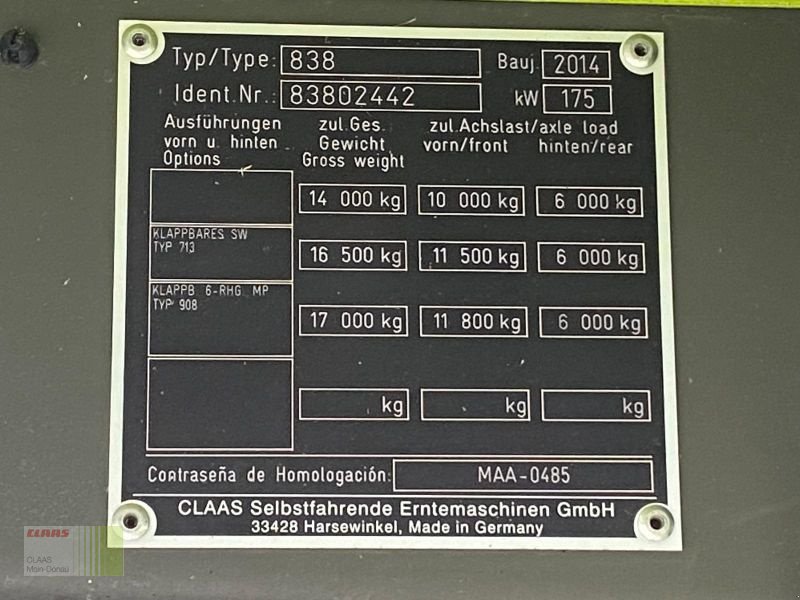 Typ/Type: 838 Bauj. 2014
Ident.Nr.: 83802442 kW 175
Ausführungen zul.Ges. zul.Achslast/axle load
vorn u. hinten Gewicht vorn/front hinten/rear
Options Gross weight
14 000 kg 10 000 kg 6 000 kg
KLAPPBARES SW
TYP 713
16 500 kg 11 500 kg 6 000 kg
KLAPPB 6-RHG MP
TYP 908
17 000 kg 11 800 kg 6 000 kg
kg kg kg
Contraseña de Homologación: MAA-0485
CLAAS Selbstfahrende Erntemaschinen GmbH
33428 Harsewinkel, Made in Germany
CLAAS
CLAAS
Main-Donau